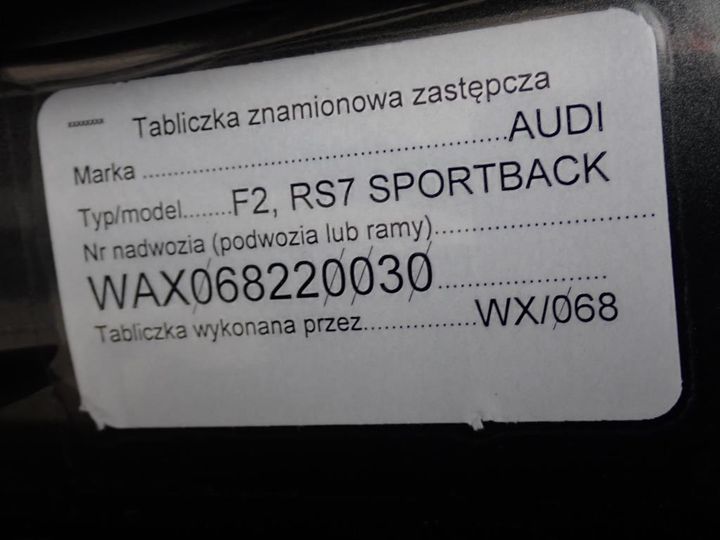 xxxxxxxxx Tabliczka znamionowa zastępcza
Marka ............................................AUDI
Typ/model.......F2, RS7 SPORTBACK
Nr nadwozia (podwozia lub ramy)...............................
WAX068220030........................
Tabliczka wykonana przez................WX/068